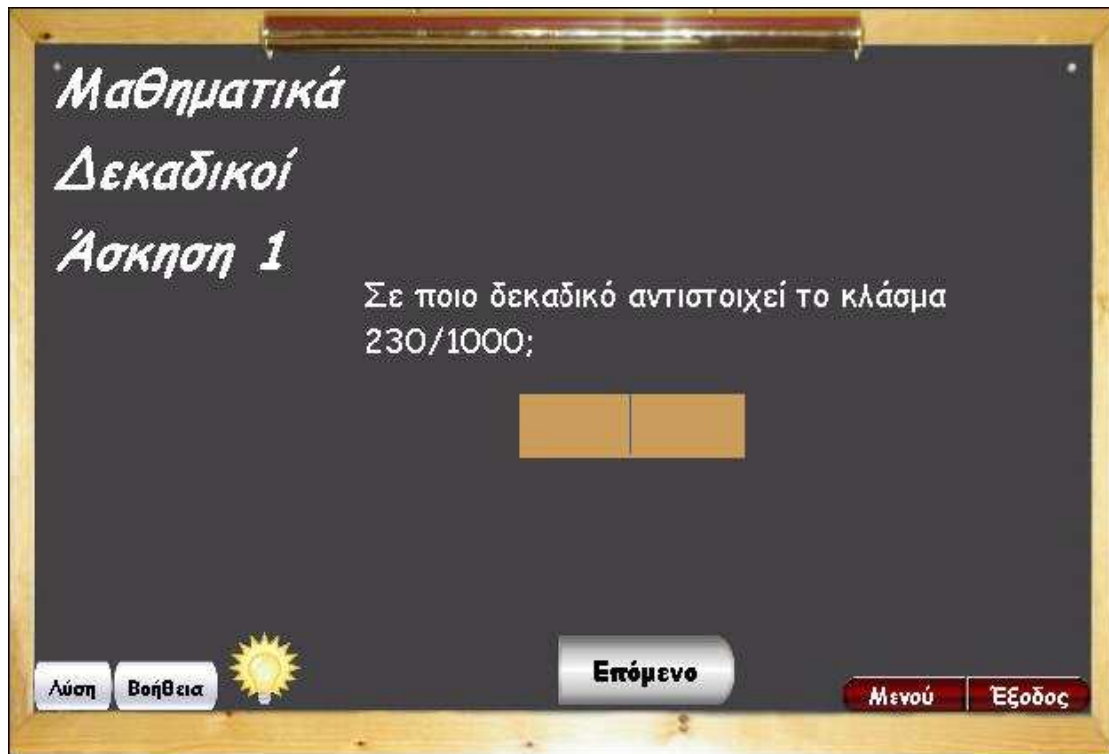 Μαθηματικά
Δεκαδικοί
Άσκηση 1
Σε ποιο δεκαδικό αντιστοιχεί το κλάσμα
230/1000;
Λύση Βοήθεια Επόμενο Μενού Έξοδος